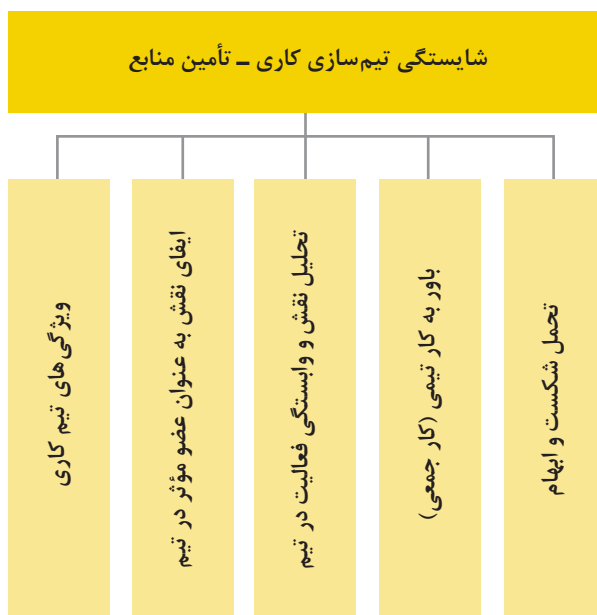 شایستگی تیم‌سازی کاری ــ تأمین منابع
تحمل شکست و ابهام
باور به کار تیمی (کار جمعی)
تحلیل نقش و وابستگی فعالیت در تیم
ایفای نقش به عنوان عضو مؤثر در تیم
ویژگی‌های تیم کاری